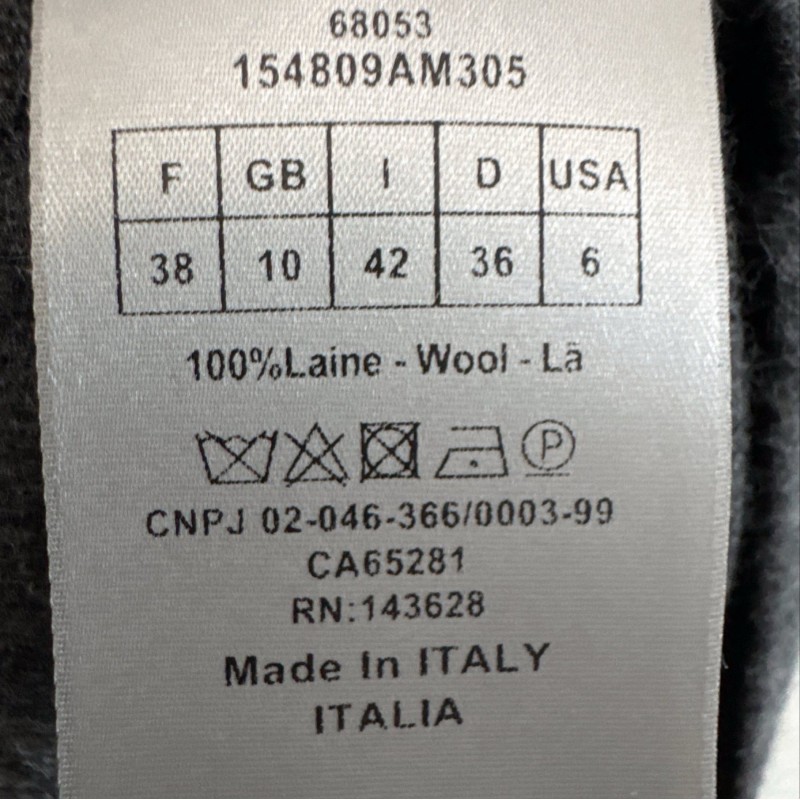 68053
154809AM305
F GB I D USA
38 10 42 36 6
100%Laine - Wool - Lã
P
CNPJ 02-046-366/0003-99
CA65281
RN:143628
Made In ITALY
ITALIA